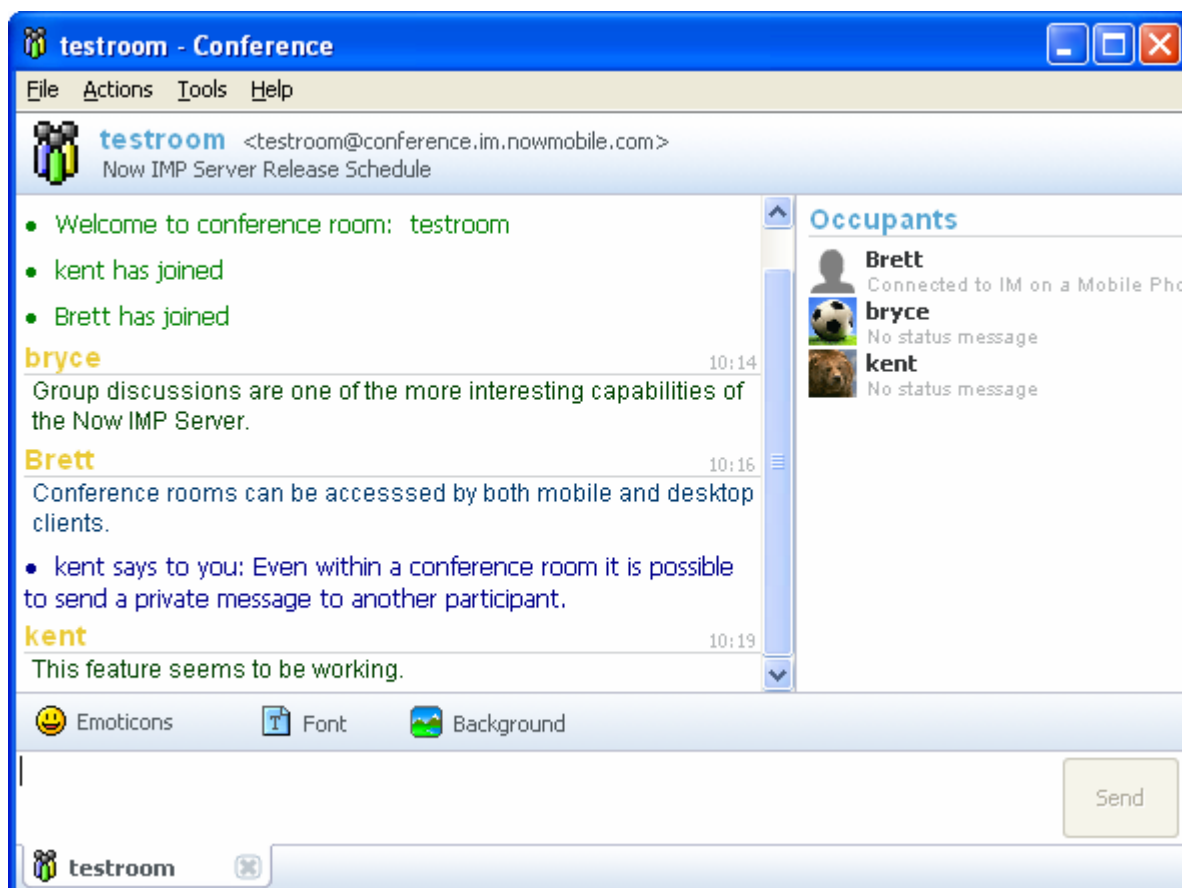 testroom - Conference
File Actions Tools Help
testroom <testroom@conference.im.nowmobile.com>
Now IMP Server Release Schedule
• Welcome to conference room: testroom
• kent has joined
• Brett has joined
bryce 10:14
Group discussions are one of the more interesting capabilities of
the Now IMP Server.
Brett 10:16
Conference rooms can be accesssed by both mobile and desktop
clients.
• kent says to you: Even within a conference room it is possible
to send a private message to another participant.
kent 10:19
This feature seems to be working.
Occupants
Brett
Connected to IM on a Mobile Pho
bryce
No status message
kent
No status message
Emoticons Font Background
Send
testroom